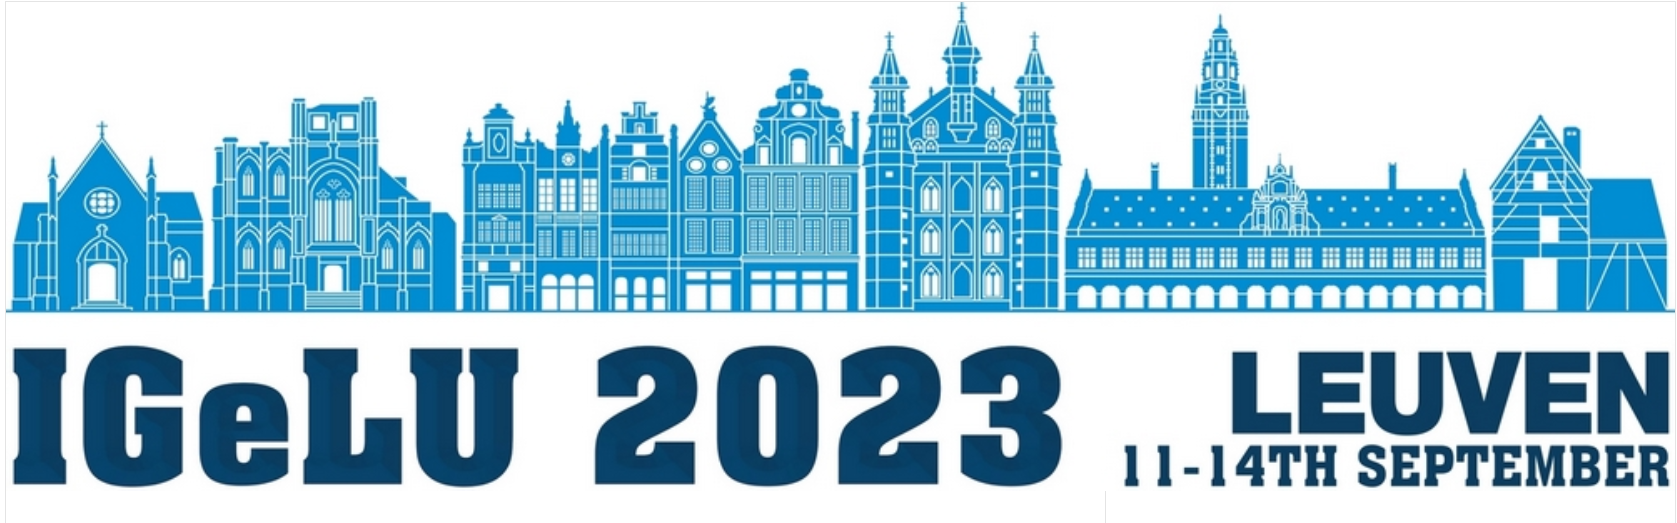 IGeLU 2023
LEUVEN
11-14TH SEPTEMBER